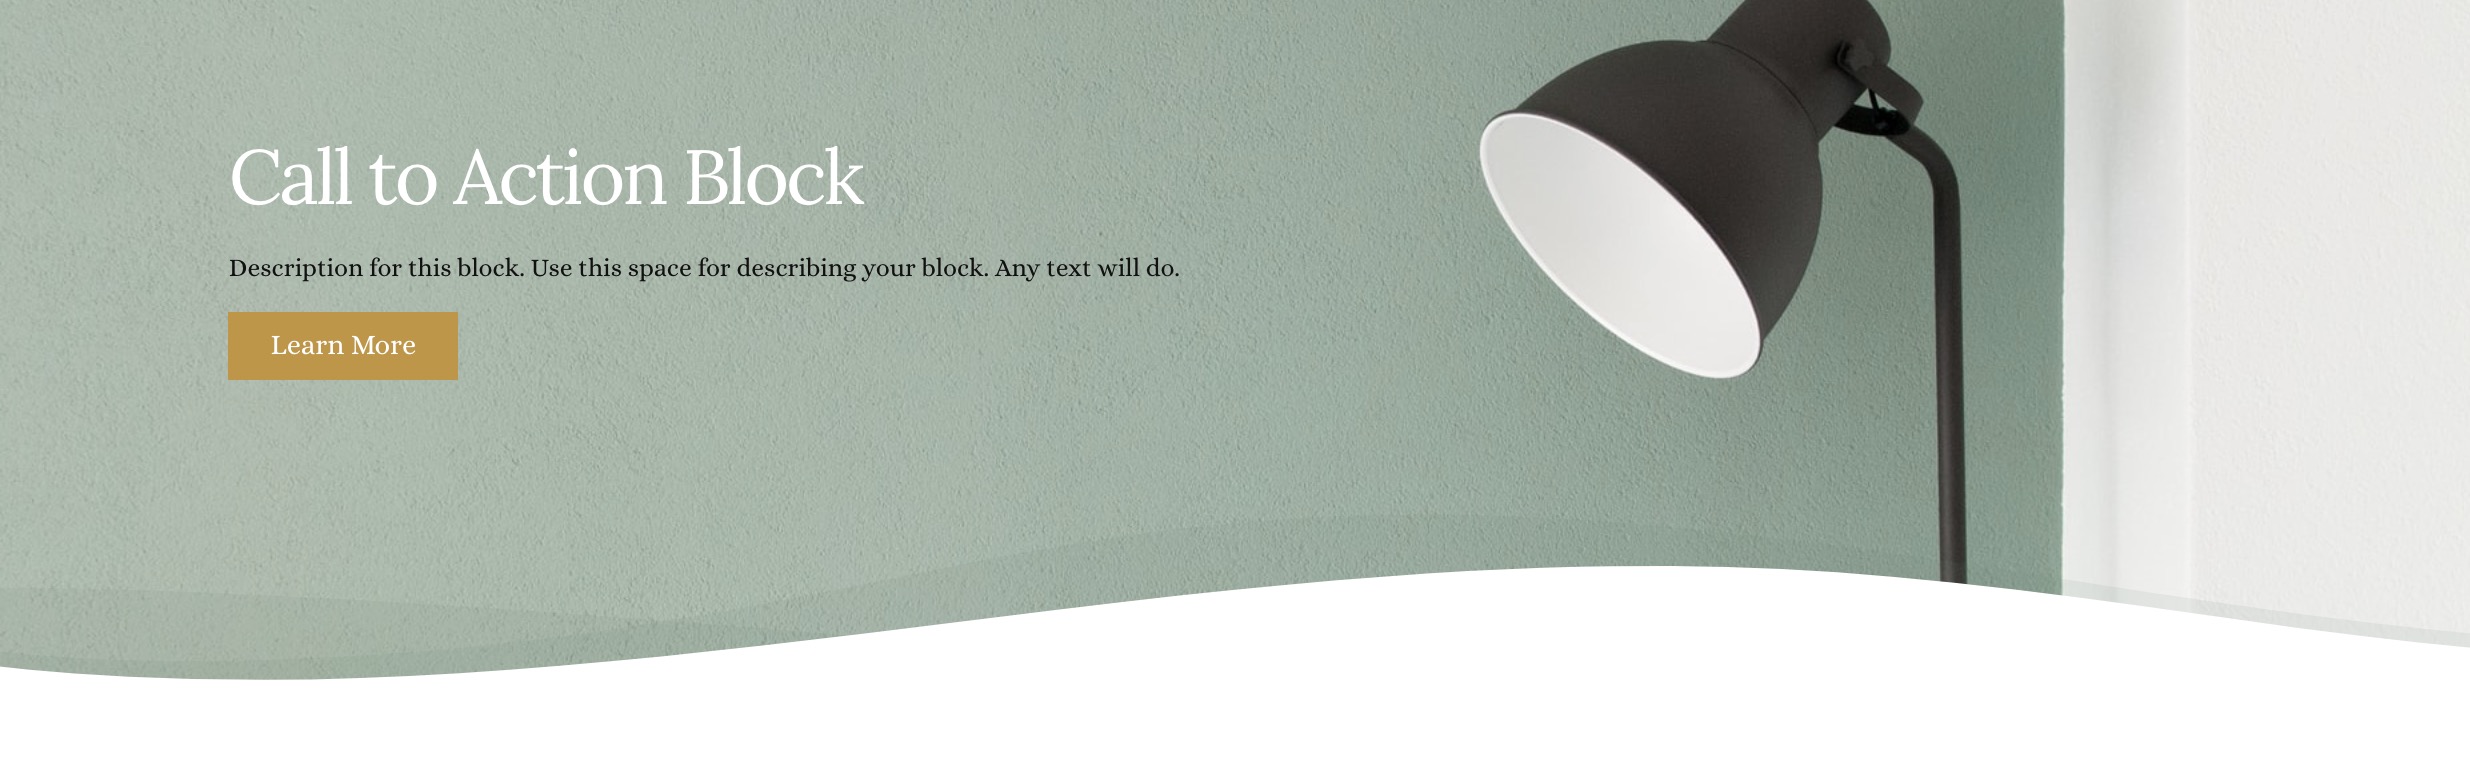 Call to Action Block
Description for this block. Use this space for describing your block. Any text will do.
Learn More